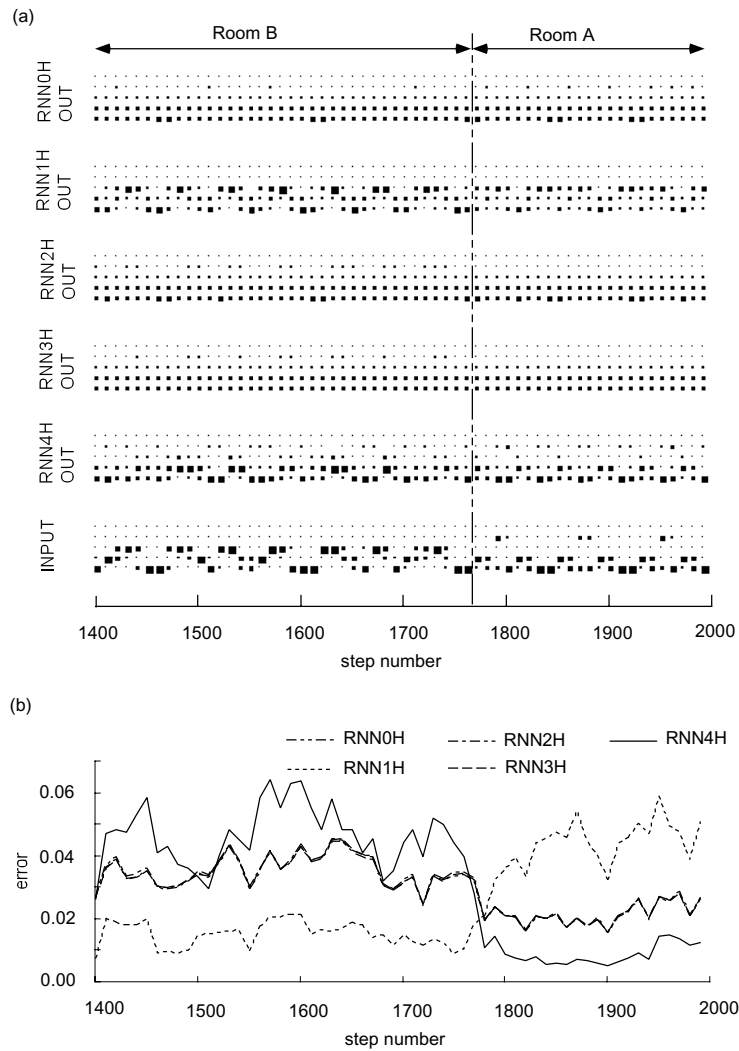 (a)
Room B
Room A
RNN0H
OUT
RNN1H
OUT
RNN2H
OUT
RNN3H
OUT
RNN4H
OUT
INPUT
1400 1500 1600 1700 1800 1900 2000
step number
(b)
RNN0H RNN2H RNN4H
RNN1H RNN3H
error
0.06
0.04
0.02
0.00
1400 1500 1600 1700 1800 1900 2000
step number